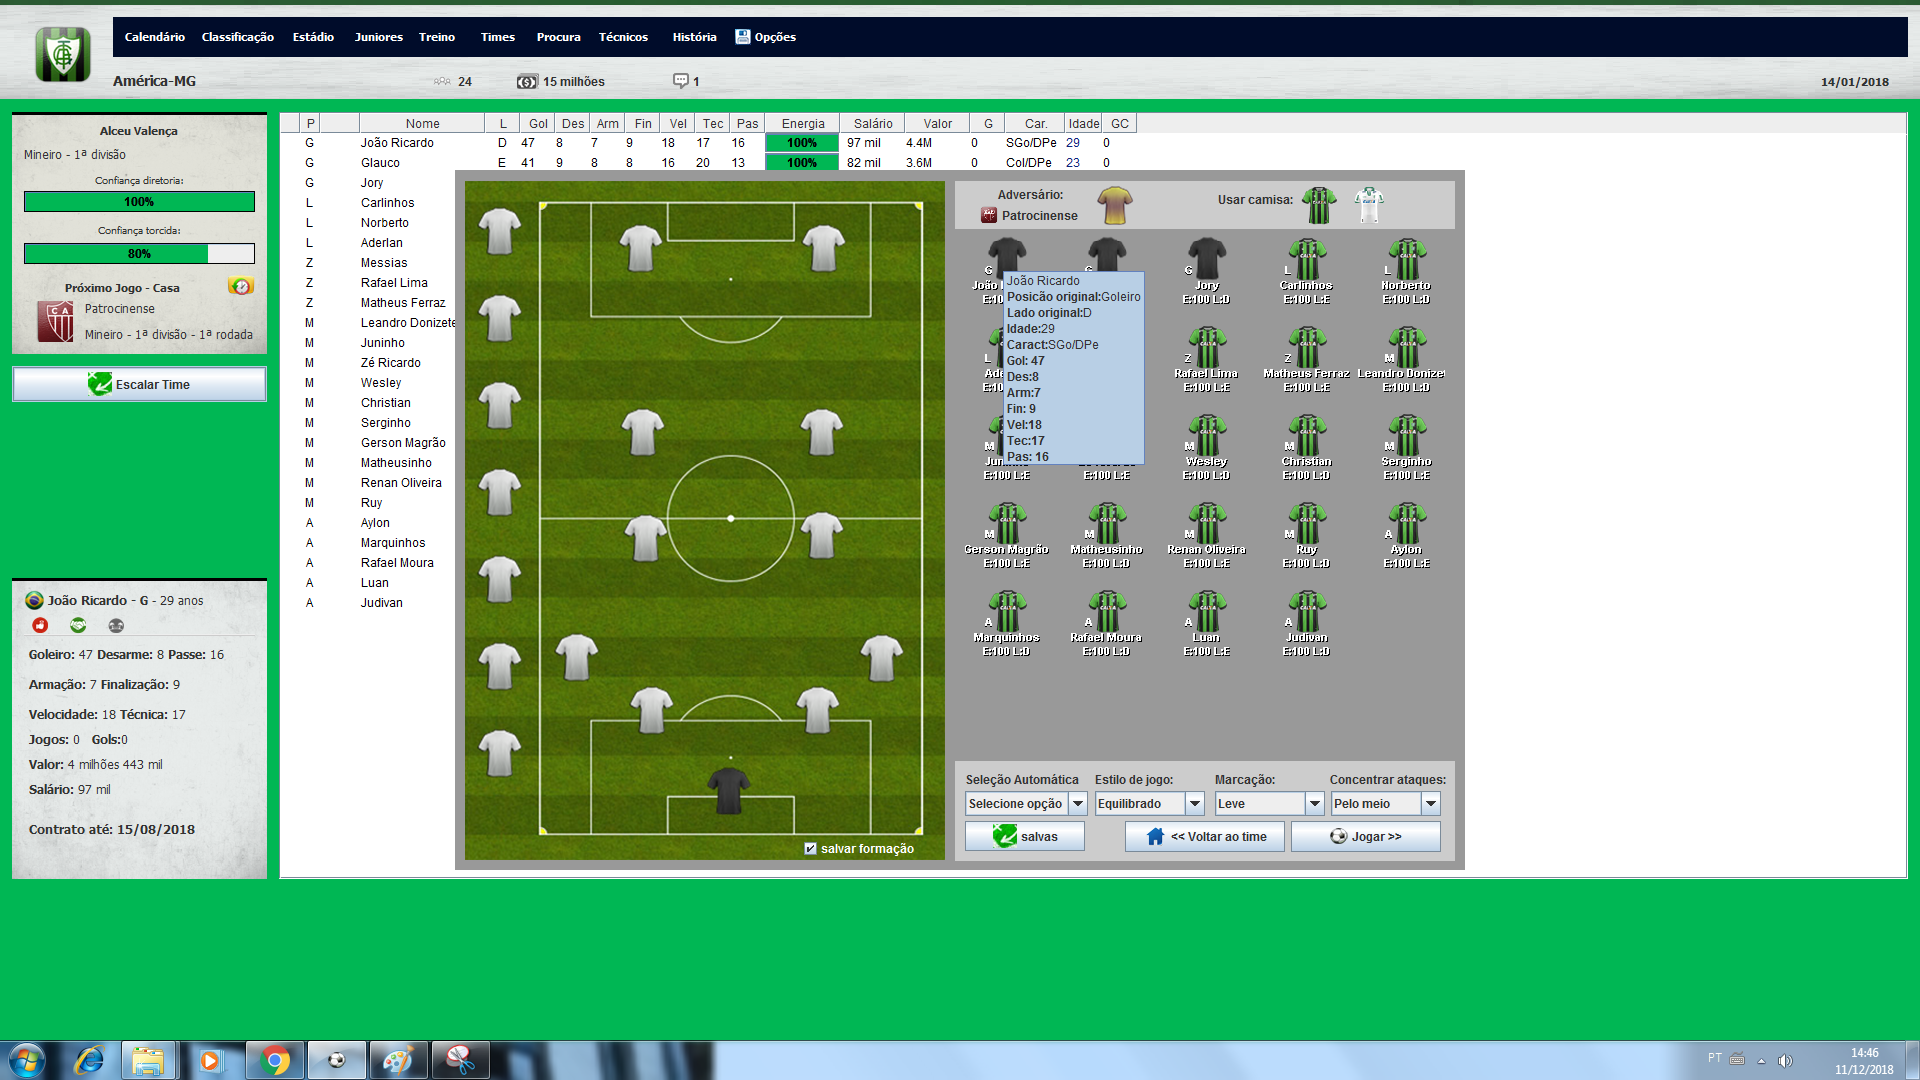 Calendário Classificação Estádio Juniores Treino Times Procura Técnicos História Opções
América-MG 24 15 milhões 1 14/01/2018
Alceu Valença
Mineiro - 1ª divisão
Confiança diretoria:
100%
Confiança torcida:
80%
Próximo Jogo - Casa
Patrocinense
Mineiro - 1ª divisão - 1ª rodada
Escalar Time
João Ricardo - G - 29 anos
Goleiro: 47 Desarme: 8 Passe: 16
Armação: 7 Finalização: 9
Velocidade: 18 Técnica: 17
Jogos: 0 Gols:0
Valor: 4 milhões 443 mil
Salário: 97 mil
Contrato até: 15/08/2018
P Nome L Gol Des Arm Fin Vel Tec Pas Energia Salário Valor G Car. Idade GC
G João Ricardo D 47 8 7 9 18 17 16 100% 97 mil 4.4M 0 SGo/DPe 29 0
G Glauco E 41 9 8 8 16 20 13 100% 82 mil 3.6M 0 Col/DPe 23 0
G Jory
L Carlinhos
L Norberto
L Aderlan
Z Messias
Z Rafael Lima
Z Matheus Ferraz
M Leandro Donizete
M Juninho
M Zé Ricardo
M Wesley
M Christian
M Serginho
M Gerson Magrão
M Matheusinho
M Renan Oliveira
M Ruy
A Aylon
A Marquinhos
A Rafael Moura
A Luan
A Judivan
salvar formação
Adversário:
Patrocinense
Usar camisa:
G G G L L
João Jory Carlinhos Norberto
E:10 E:100 L:D E:100 L:E E:100 L:D
João Ricardo
Posicão original:Goleiro
Lado original:D
Idade:29
Caract:SGo/DPe
Gol: 47
Des:8
Arm:7
Fin: 9
Vel:18
Tec:17
Pas: 16
L Z Z M
Ade Rafael Lima Matheus Ferraz Leandro Donizet
E:10 E:100 L:D E:100 L:E E:100 L:D
M M M M
Wesley Christian Serginho
E:100 L:E E:100 L:E E:100 L:D E:100 L:D E:100 L:E
M M M M A
Gerson Magrão Matheusinho Renan Oliveira Ruy Aylon
E:100 L:E E:100 L:D E:100 L:E E:100 L:D E:100 L:E
A A A A
Marquinhos Rafael Moura Luan Judivan
E:100 L:D E:100 L:D E:100 L:E E:100 L:D
Seleção Automática Estilo de jogo: Marcação: Concentrar ataques:
Selecione opção Equilibrado Leve Pelo meio
salvas << Voltar ao time Jogar >>
PT
14:46
11/12/2018